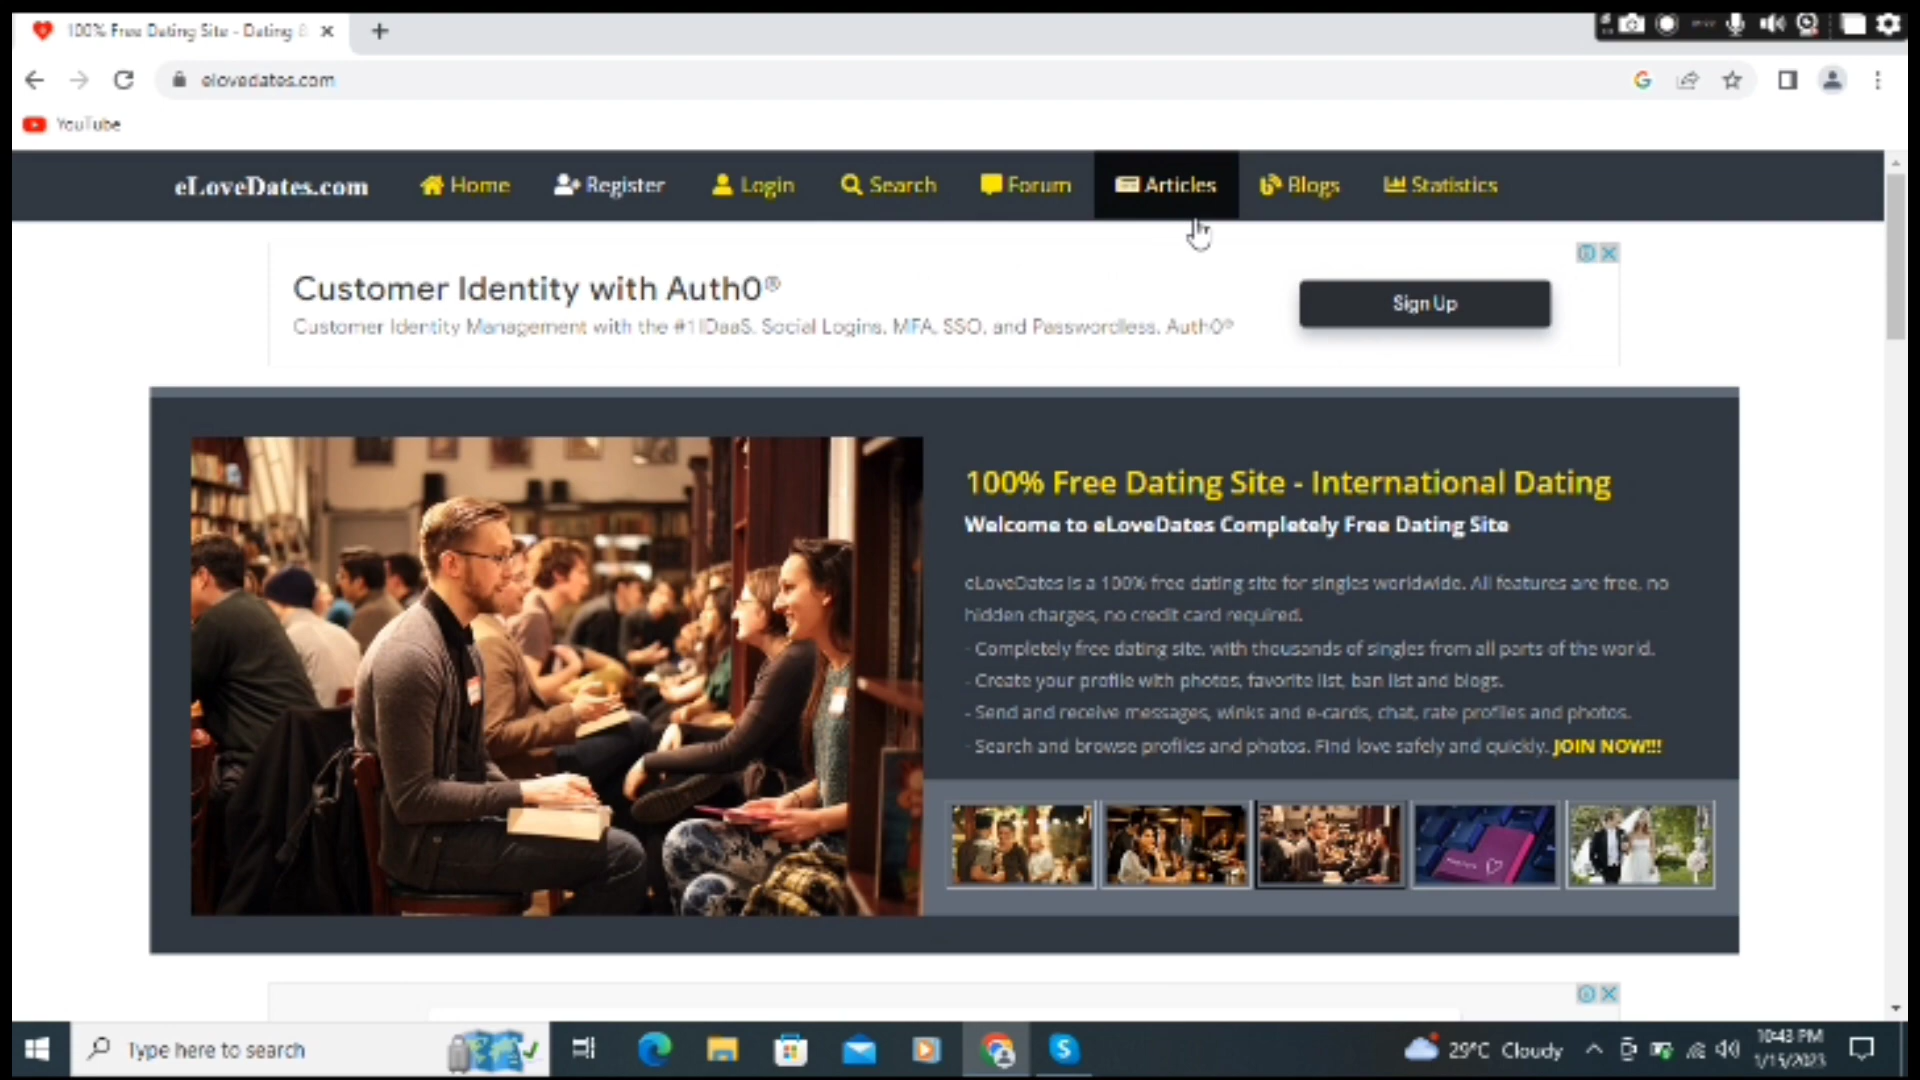 100% Free Dating Site - Dating &
elovedates.com
YouTube
eLoveDates.com Home Register Login Search Forum Articles Blogs Statistics
Customer Identity with Auth0®
Customer Identity Management with the #1 IDaaS. Social Logins, MFA, SSO, and Passwordless. Auth0®
Sign Up
100% Free Dating Site - International Dating
Welcome to eLoveDates Completely Free Dating Site
eLoveDates is a 100% free dating site for singles worldwide. All features are free, no
hidden charges, no credit card required.
- Completely free dating site, with thousands of singles from all parts of the world.
- Create your profile with photos, favorite list, ban list and blogs.
- Send and receive messages, winks and e-cards, chat, rate profiles and photos.
- Search and browse profiles and photos. Find love safely and quickly. JOIN NOW!!!
Type here to search
29°C Cloudy
10:43 PM
1/15/2023